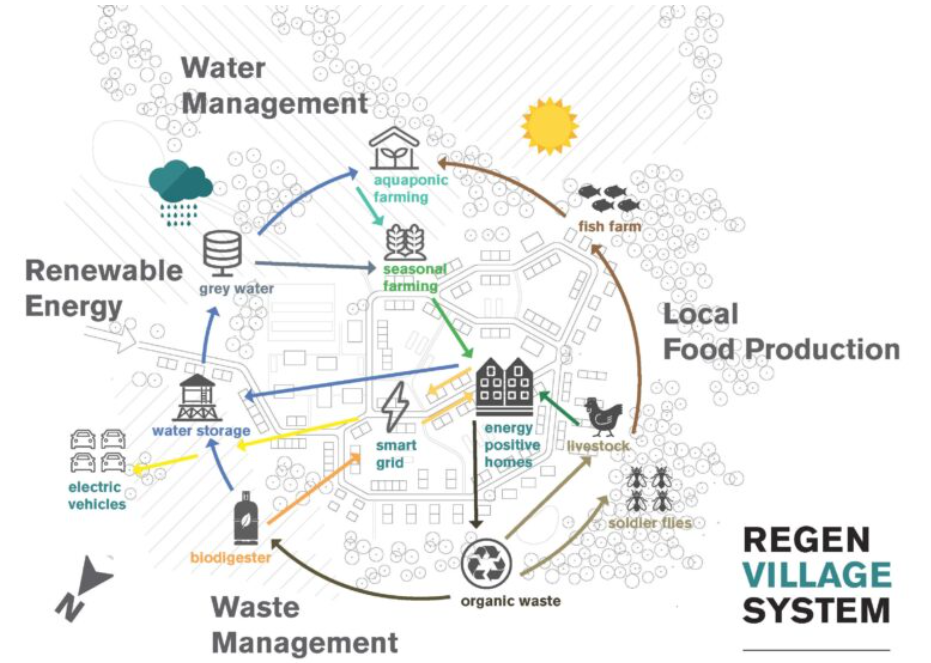 Water
Management
aquaponic
farming
fish farm
seasonal
farming
grey water
Renewable
Energy
Local
Food Production
water storage
smart
grid
energy
positive
homes
livestock
electric
vehicles
soldier flies
biodigester
organic waste
Waste
Management
N
REGEN
VILLAGE
SYSTEM